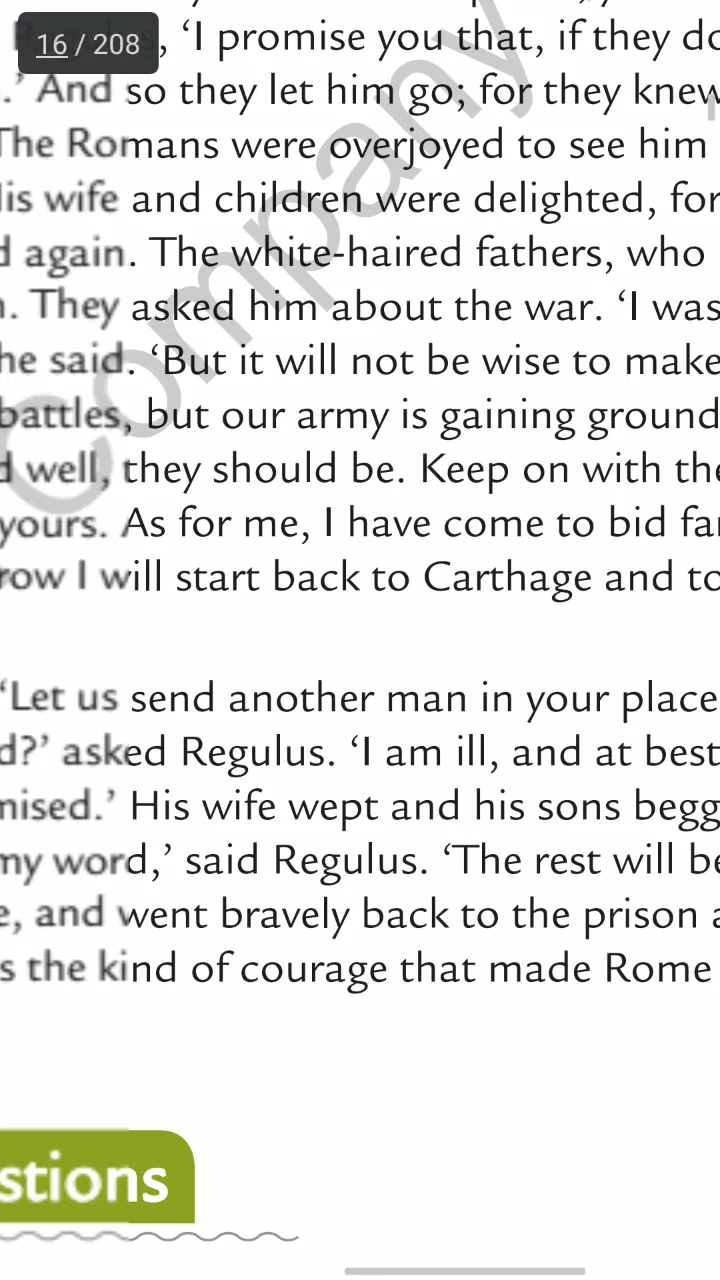 16 / 208
, ‘I promise you that, if they do
.’ And so they let him go; for they knew
The Romans were overjoyed to see him
is wife and children were delighted, for
d again. The white-haired fathers, who
n. They asked him about the war. ‘I was
he said. ‘But it will not be wise to make
battles, but our army is gaining ground
d well, they should be. Keep on with the
yours. As for me, I have come to bid far
row I will start back to Carthage and to
‘Let us send another man in your place
d?’ asked Regulus. ‘I am ill, and at best
mised.’ His wife wept and his sons begg
my word,’ said Regulus. ‘The rest will be
e, and went bravely back to the prison a
s the kind of courage that made Rome
stions
Company